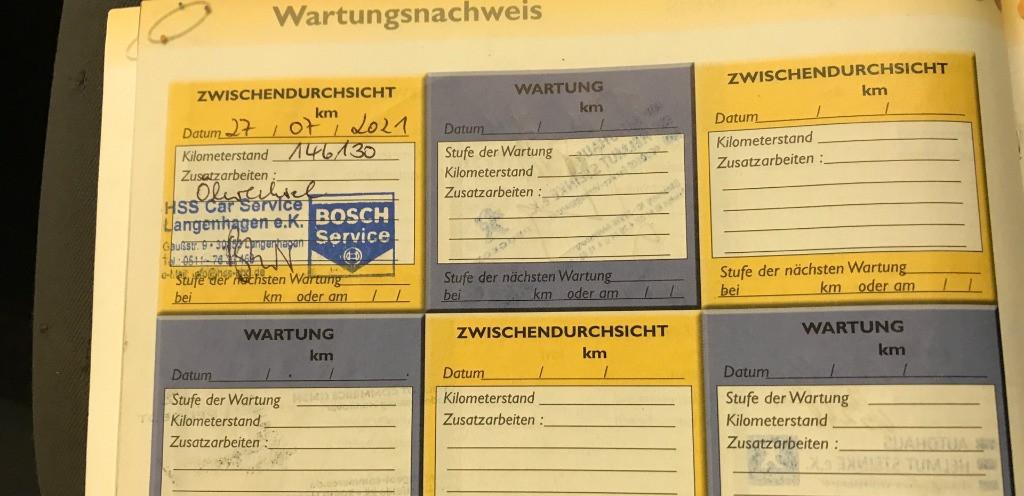 Wartungsnachweis
ZWISCHENDURCHSICHT
km
Datum 27 / 07 / 2021
Kilometerstand 146130
Zusatzarbeiten :
Ölwechsel
HSS Car Service
Langenhagen e.K.
BOSCH
Service
Gaußstr. 9 • Langenhagen
Stufe der nächsten Wartung
bei km oder am / /
WARTUNG
km
Datum / /
Stufe der Wartung
Kilometerstand
Zusatzarbeiten :
Stufe der nächsten Wartung
bei km oder am / /
ZWISCHENDURCHSICHT
km
Datum / /
Kilometerstand
Zusatzarbeiten :
Stufe der nächsten Wartung
bei km oder am / /
WARTUNG
km
Datum / /
Stufe der Wartung
Kilometerstand
Zusatzarbeiten :
ZWISCHENDURCHSICHT
km
Datum / /
Kilometerstand
Zusatzarbeiten :
WARTUNG
km
Datum / /
Stufe der Wartung
Kilometerstand
Zusatzarbeiten :